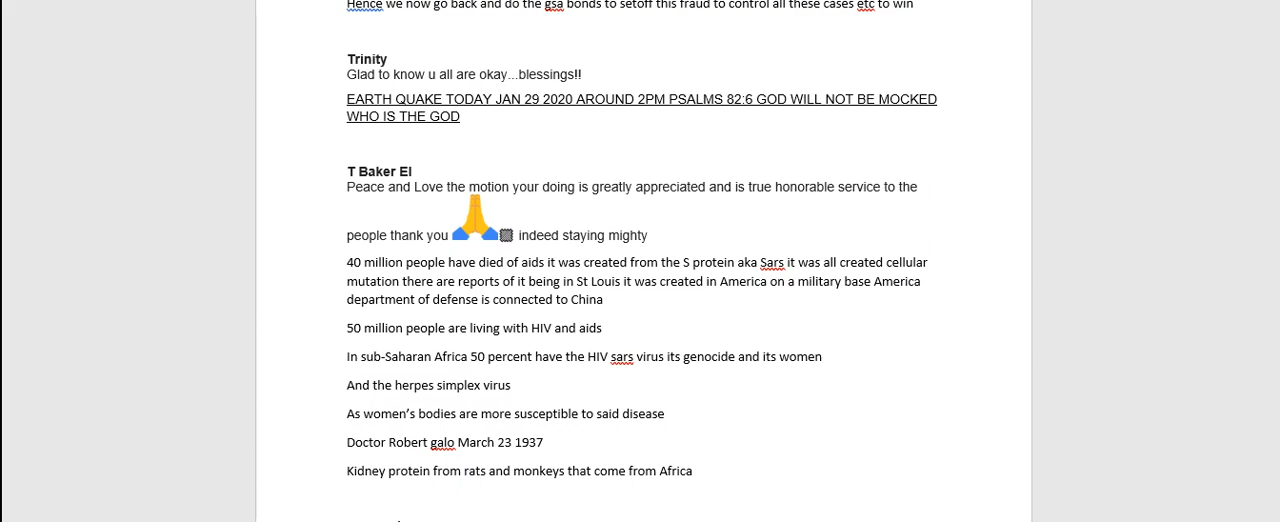 Hence we now go back and do the gsa bonds to setoff this fraud to control all these cases etc to win
Trinity
Glad to know u all are okay...blessings!!
EARTH QUAKE TODAY JAN 29 2020 AROUND 2PM PSALMS 82:6 GOD WILL NOT BE MOCKED
WHO IS THE GOD
T Baker El
Peace and Love the motion your doing is greatly appreciated and is true honorable service to the
people thank you 🙏 indeed staying mighty
40 million people have died of aids it was created from the S protein aka Sars it was all created cellular
mutation there are reports of it being in St Louis it was created in America on a military base America
department of defense is connected to China
50 million people are living with HIV and aids
In sub-Saharan Africa 50 percent have the HIV sars virus its genocide and its women
And the herpes simplex virus
As women's bodies are more susceptible to said disease
Doctor Robert galo March 23 1937
Kidney protein from rats and monkeys that come from Africa